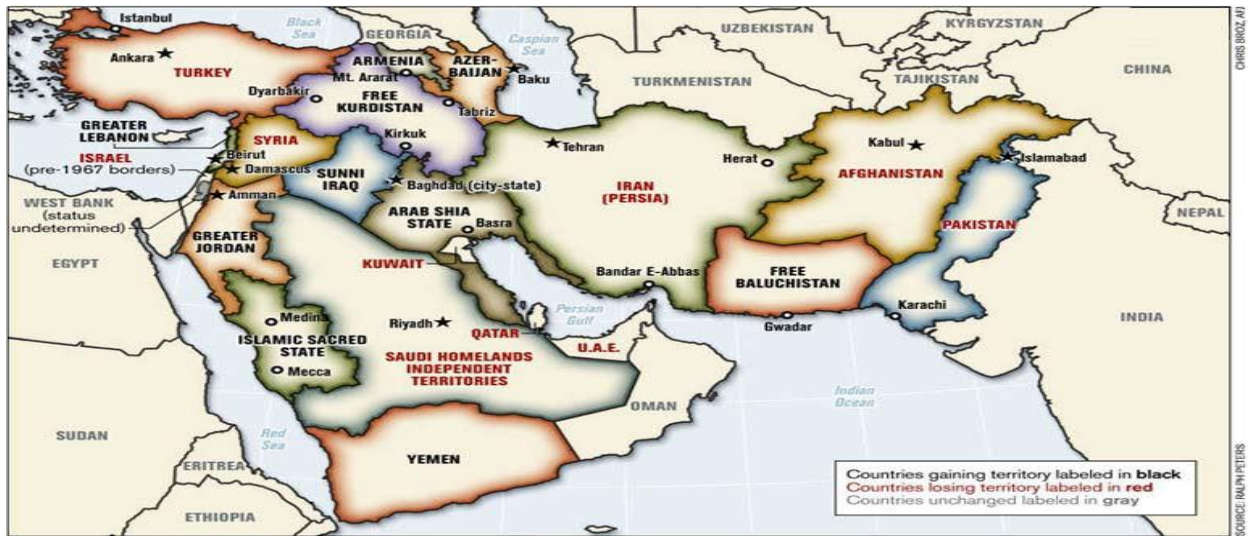 Istanbul
Black
Sea
GEORGIA
Caspian
Sea
UZBEKISTAN
KYRGYZSTAN
CHRIS BROZ, AFJ
Ankara
TURKEY
ARMENIA
Mt. Ararat
AZER-
BAIJAN
Baku
TURKMENISTAN
TAJIKISTAN
CHINA
Dyarbakir
FREE
KURDISTAN
Tabriz
GREATER
LEBANON
SYRIA
Kirkuk
Tehran
Herat
Kabul
Islamabad
ISRAEL
(pre-1967 borders)
Beirut
Damascus
SUNNI
IRAQ
Baghdad (city-state)
IRAN
(PERSIA)
AFGHANISTAN
WEST BANK
(status
undetermined)
Amman
ARAB SHIA
STATE
Basra
PAKISTAN
NEPAL
GREATER
JORDAN
EGYPT
KUWAIT
Bandar E-Abbas
FREE
BALUCHISTAN
Karachi
Medina
ISLAMIC SACRED
STATE
Mecca
Riyadh
Persian
Gulf
QATAR
U.A.E.
Gwadar
INDIA
SAUDI HOMELANDS
INDEPENDENT
TERRITORIES
OMAN
Indian
Ocean
SUDAN
Red
Sea
YEMEN
ERITREA
ETHIOPIA
Countries gaining territory labeled in black
Countries losing territory labeled in red
Countries unchanged labeled in gray
SOURCE: RALPH PETERS